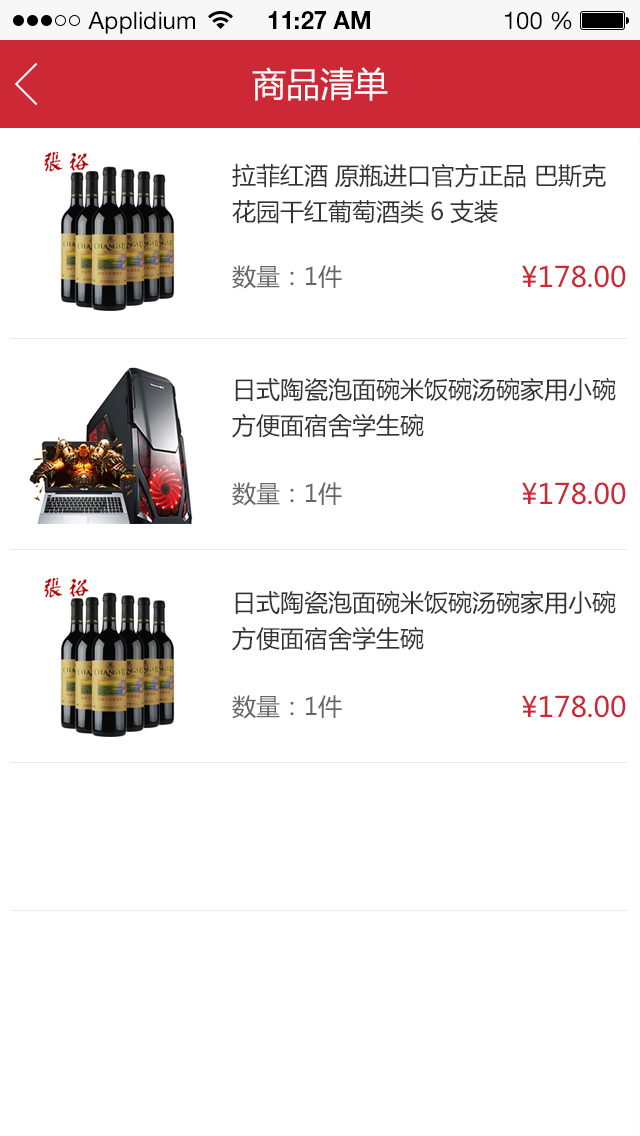 Applidium 11:27 AM 100 %
商品清单
張裕
拉菲红酒 原瓶进口官方正品 巴斯克
花园干红葡萄酒类 6 支装
CHANGYU
数量：1件 ¥178.00
日式陶瓷泡面碗米饭碗汤碗家用小碗
方便面宿舍学生碗
数量：1件 ¥178.00
張裕
日式陶瓷泡面碗米饭碗汤碗家用小碗
方便面宿舍学生碗
CHANGYU
数量：1件 ¥178.00